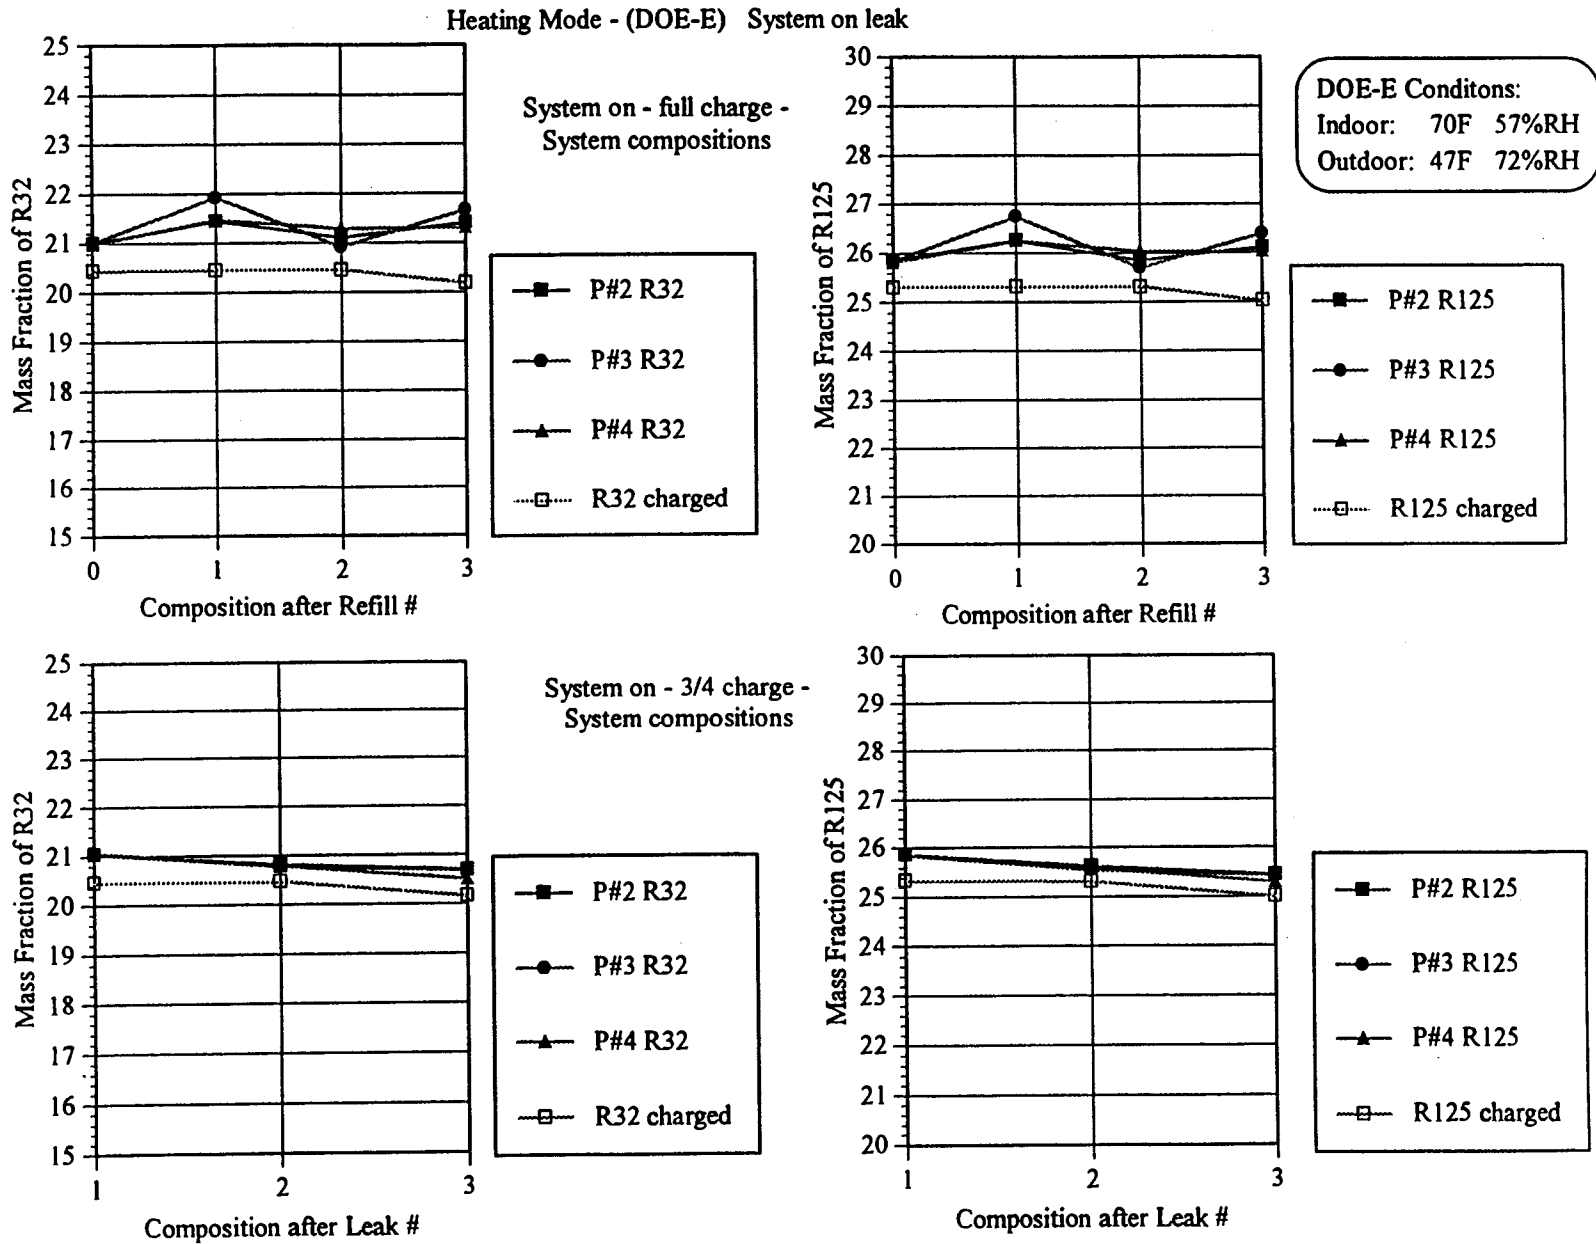 Heating Mode - (DOE-E) System on leak
25
24
23
22
21
20
19
18
17
16
15
Mass Fraction of R32
0 1 2 3
Composition after Refill #
System on - full charge -
System compositions
P#2 R32
P#3 R32
P#4 R32
R32 charged
30
29
28
27
26
25
24
23
22
21
20
Mass Fraction of R125
0 1 2 3
Composition after Refill #
DOE-E Conditons:
Indoor: 70F 57%RH
Outdoor: 47F 72%RH
P#2 R125
P#3 R125
P#4 R125
R125 charged
25
24
23
22
21
20
19
18
17
16
15
Mass Fraction of R32
1 2 3
Composition after Leak #
System on - 3/4 charge -
System compositions
P#2 R32
P#3 R32
P#4 R32
R32 charged
30
29
28
27
26
25
24
23
22
21
20
Mass Fraction of R125
1 2 3
Composition after Leak #
P#2 R125
P#3 R125
P#4 R125
R125 charged